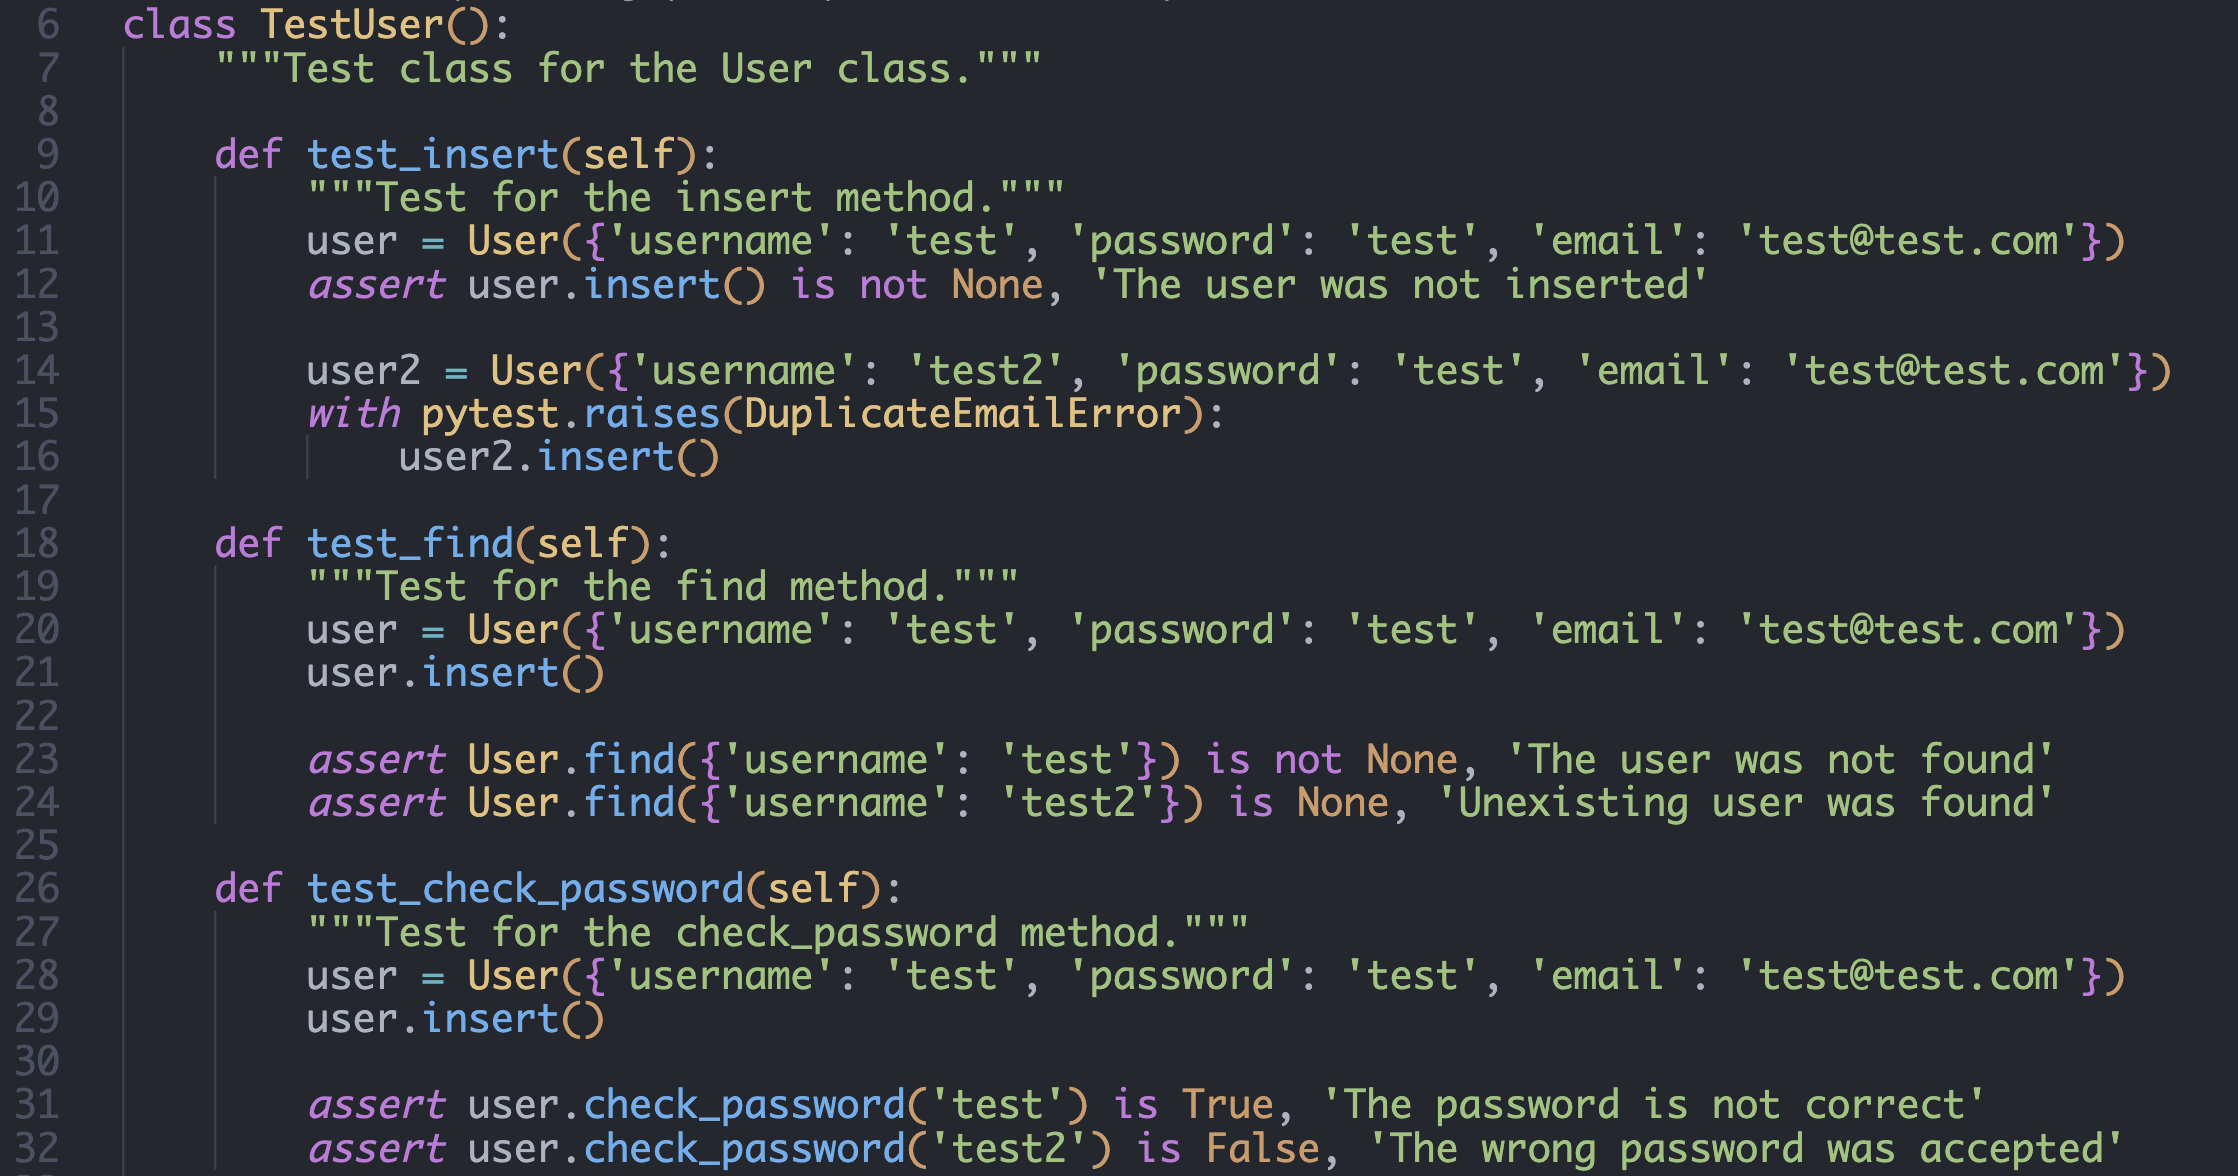 6 class TestUser():
7     """Test class for the User class."""
8
9     def test_insert(self):
10         """Test for the insert method."""
11         user = User({'username': 'test', 'password': 'test', 'email': 'test@test.com'})
12         assert user.insert() is not None, 'The user was not inserted'
13
14         user2 = User({'username': 'test2', 'password': 'test', 'email': 'test@test.com'})
15         with pytest.raises(DuplicateEmailError):
16             user2.insert()
17
18     def test_find(self):
19         """Test for the find method."""
20         user = User({'username': 'test', 'password': 'test', 'email': 'test@test.com'})
21         user.insert()
22
23         assert User.find({'username': 'test'}) is not None, 'The user was not found'
24         assert User.find({'username': 'test2'}) is None, 'Unexisting user was found'
25
26     def test_check_password(self):
27         """Test for the check_password method."""
28         user = User({'username': 'test', 'password': 'test', 'email': 'test@test.com'})
29         user.insert()
30
31         assert user.check_password('test') is True, 'The password is not correct'
32         assert user.check_password('test2') is False, 'The wrong password was accepted'